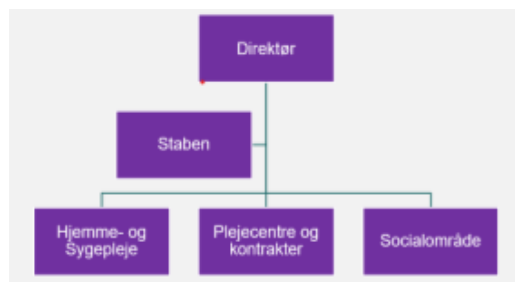 Direktør
Staben
Hjemme- og
Sygepleje
Plejecentre og
kontrakter
Socialområde